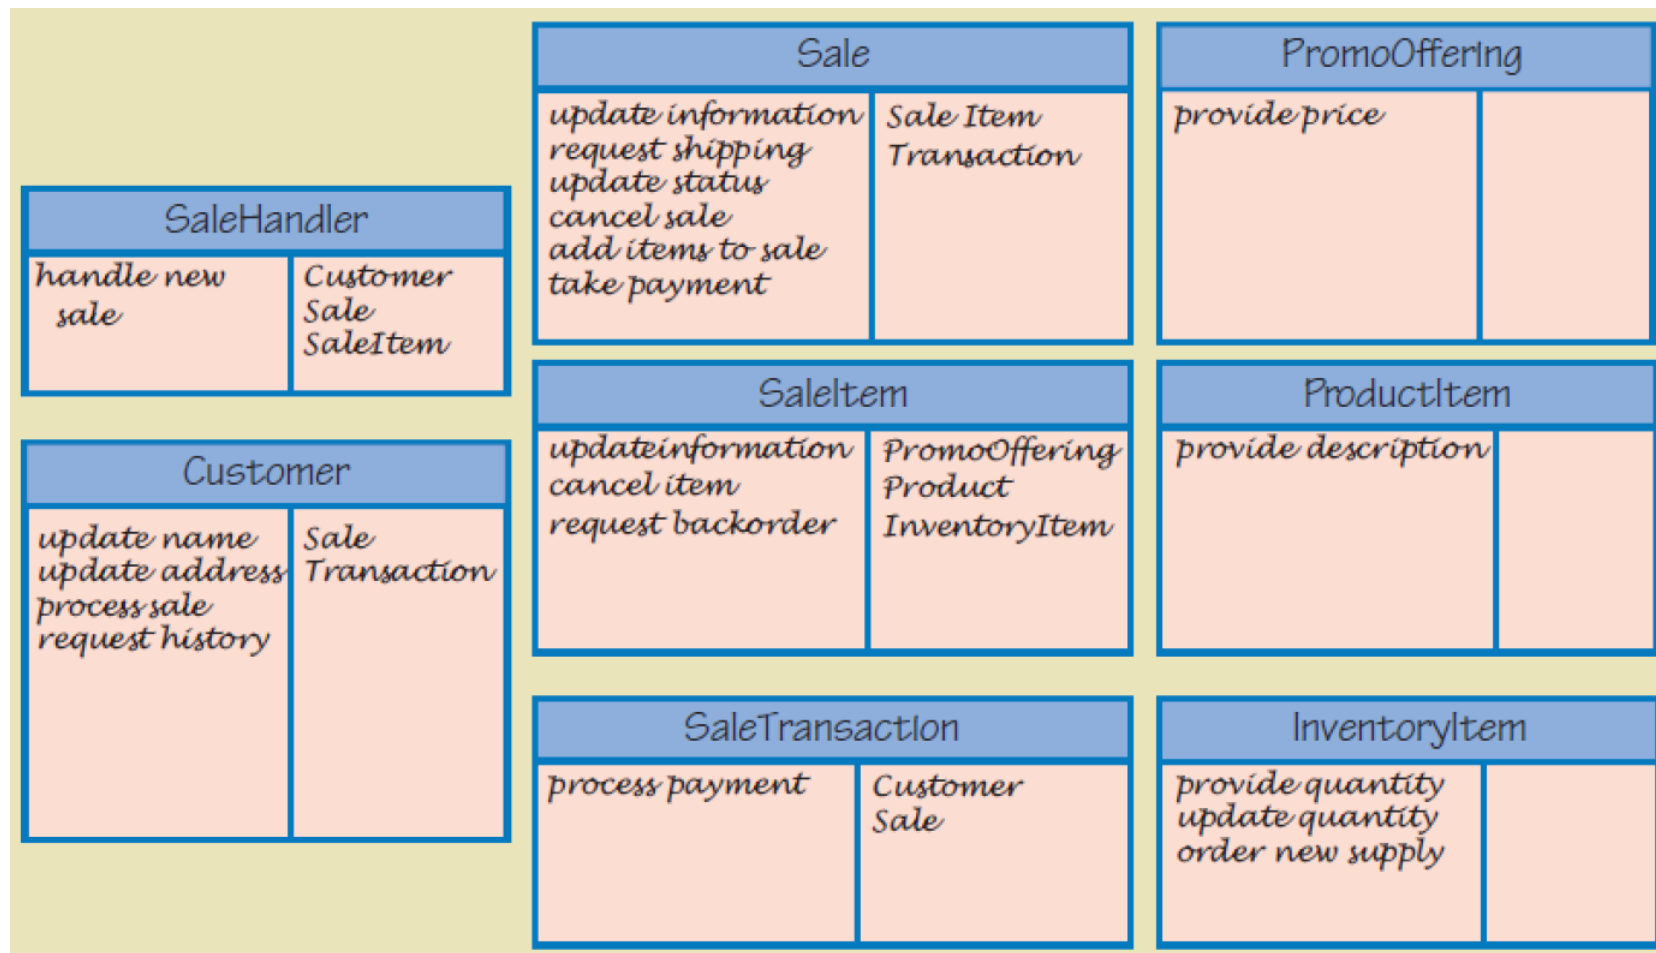 SaleHandler
handle new
sale
Customer
Sale
SaleItem
Customer
update name
update address
process sale
request history
Sale
Transaction
Sale
update information
request shipping
update status
cancel sale
add items to sale
take payment
Sale Item
Transaction
SaleItem
updateinformation
cancel item
request backorder
PromoOffering
Product
InventoryItem
SaleTransaction
process payment
Customer
Sale
PromoOffering
provide price
ProductItem
provide description
InventoryItem
provide quantity
update quantity
order new supply